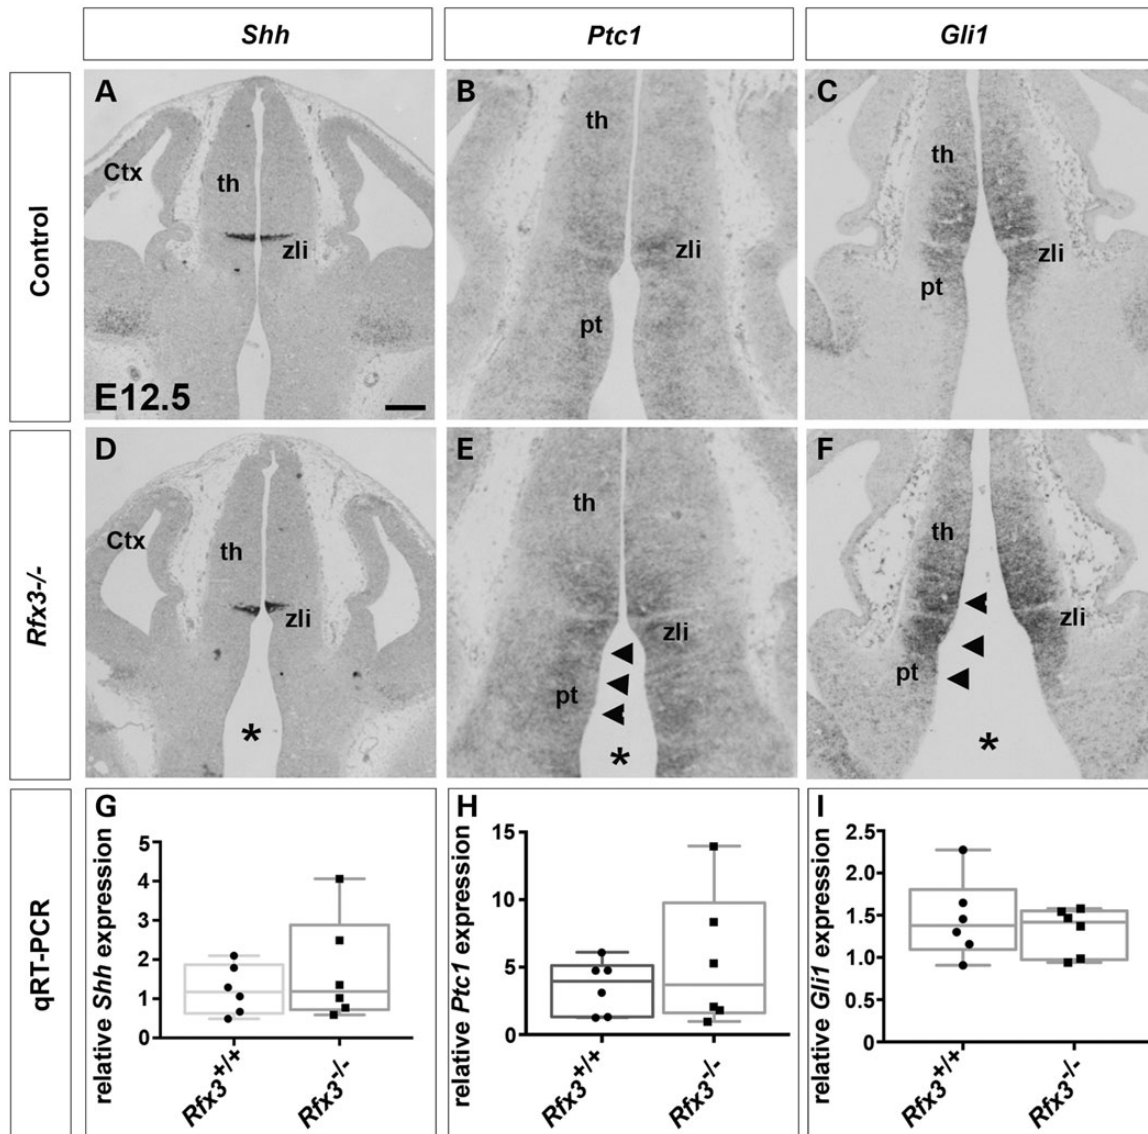 Shh Ptc1 Gli1
Control
A
Ctx
th
zli
E12.5
B
th
zli
pt
C
th
zli
pt
Rfx3-/-
D
Ctx
th
zli
*
E
th
zli
pt
*
F
th
zli
pt
*
qRT-PCR
G
relative Shh expression
5
4
3
2
1
0
Rfx3+/+
Rfx3-/-
H
relative Ptc1 expression
15
10
5
0
Rfx3+/+
Rfx3-/-
I
relative Gli1 expression
2.5
2.0
1.5
1.0
0.5
0.0
Rfx3+/+
Rfx3-/-